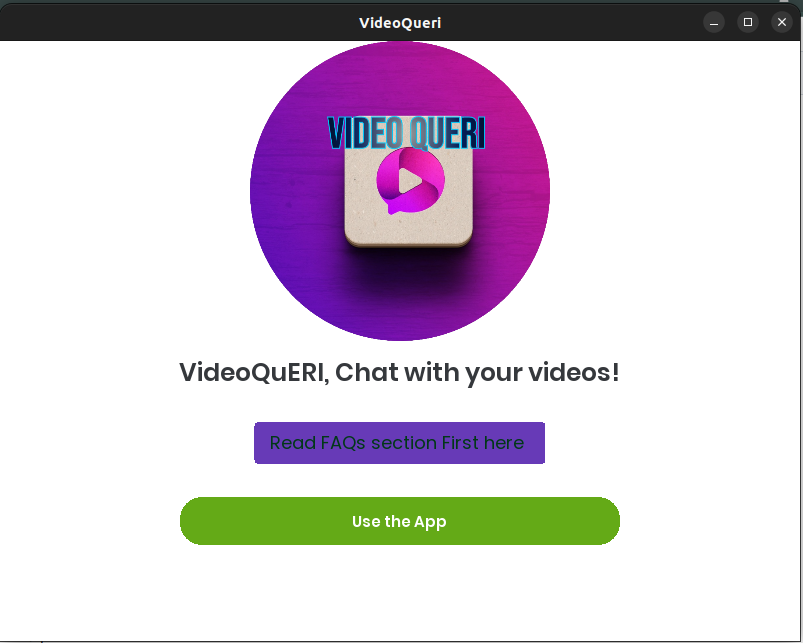 VideoQueri
VIDEO QUERI
VideoQuERI, Chat with your videos!
Read FAQs section First here
Use the App